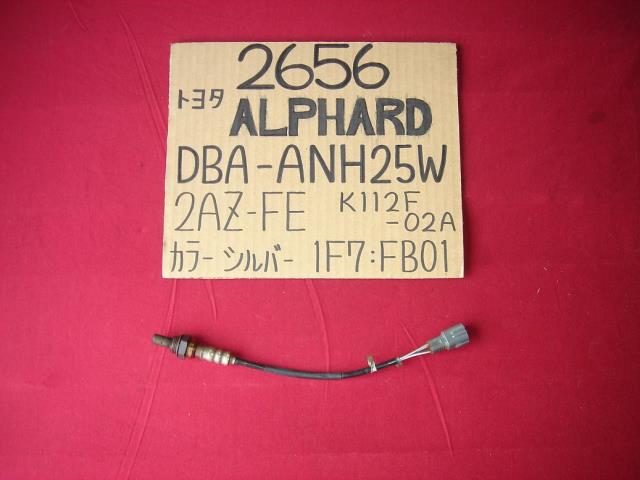 2656
トヨタ ALPHARD
DBA-ANH25W
2AZ-FE K112F
-02A
カラー シルバー 1F7:FB01